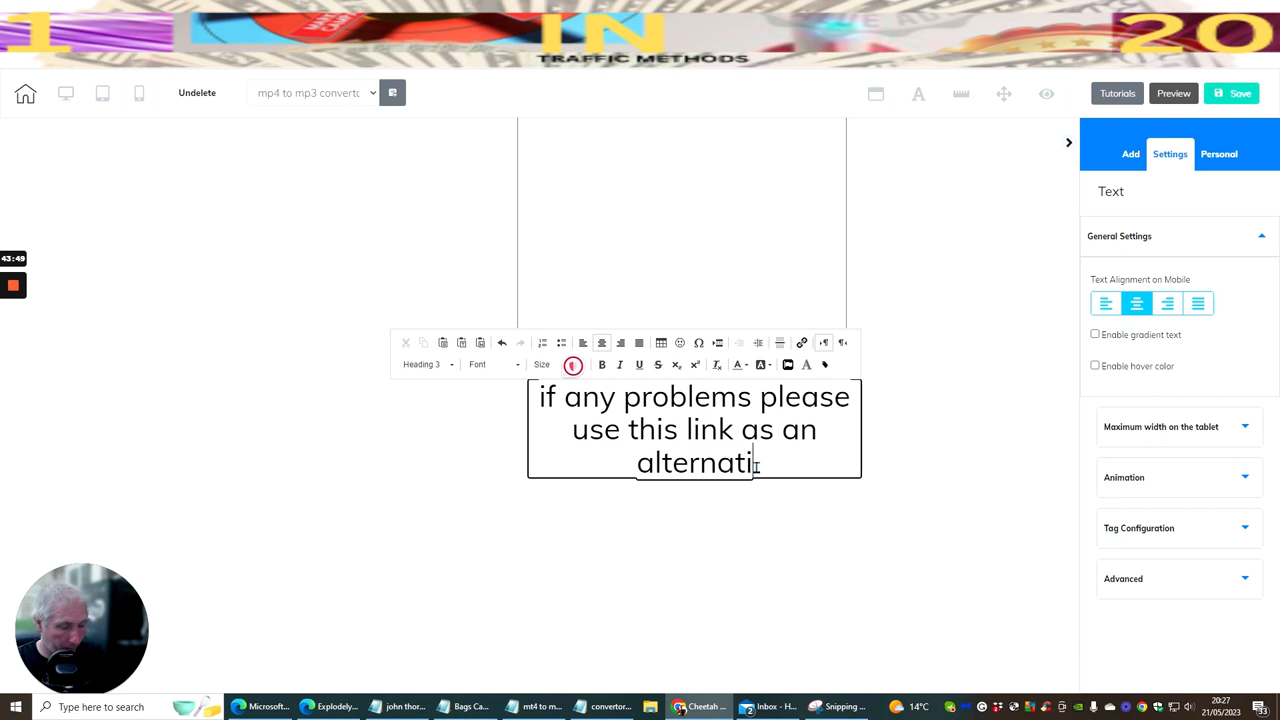 1 IN 20
TRAFFIC METHODS
Undelete
mp4 to mp3 convertc
Tutorials
Preview
Save
43:49
Add
Settings
Personal
Text
General Settings
Text Alignment on Mobile
Enable gradient text
Enable hover color
Maximum width on the tablet
Animation
Tag Configuration
Advanced
Heading 3
Font
Size
if any problems please
use this link as an
alternati
Type here to search
Microsoft...
Explodely...
john thor...
Bags Ca...
mt4 to m...
convertor...
Cheetah ...
Inbox - H...
Snipping ...
14°C
20:27
21/05/2023